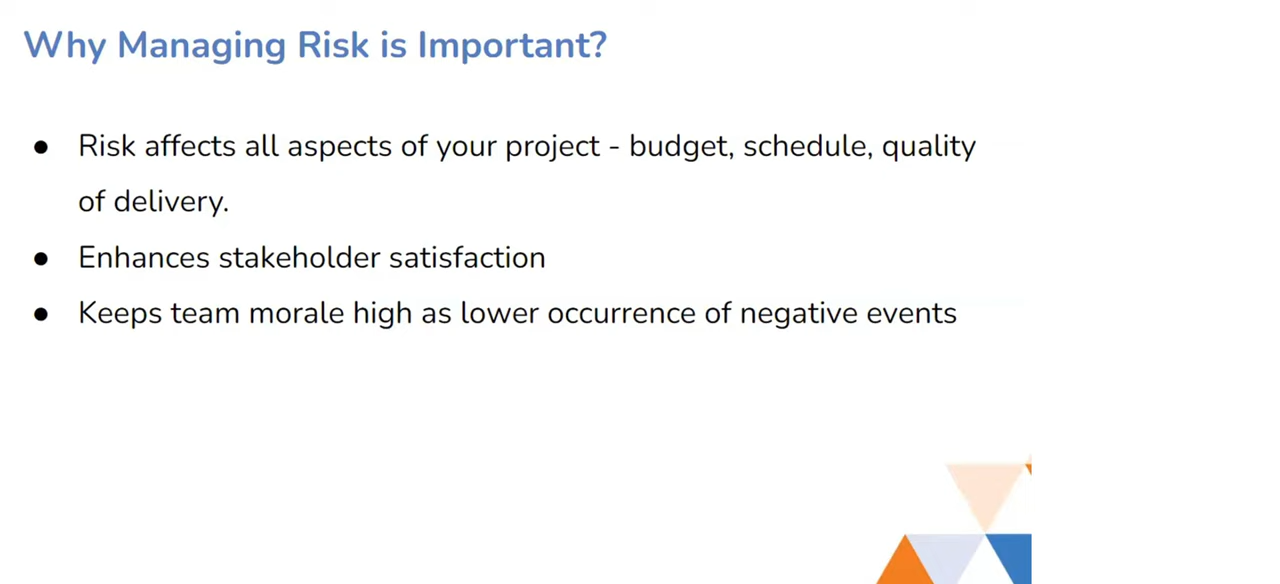 Why Managing Risk is Important?
● Risk affects all aspects of your project - budget, schedule, quality
of delivery.
● Enhances stakeholder satisfaction
● Keeps team morale high as lower occurrence of negative events